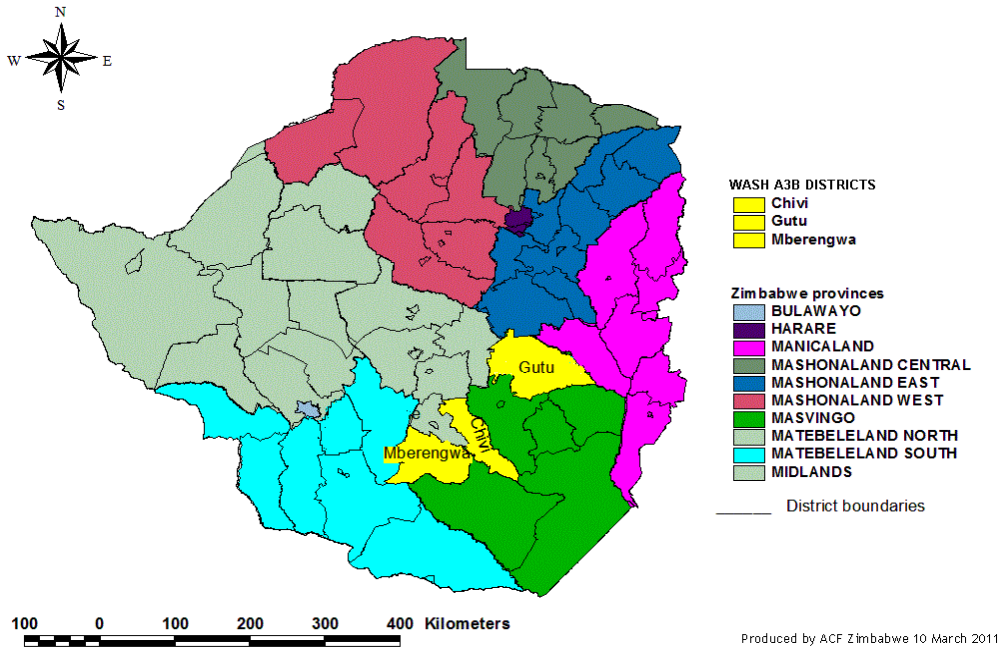 N
W E
S
WASH A3B DISTRICTS
Chivi
Gutu
Mberengwa
Zimbabwe provinces
BULAWAYO
HARARE
MANICALAND
MASHONALAND CENTRAL
MASHONALAND EAST
MASHONALAND WEST
MASVINGO
MATEBELELAND NORTH
MATEBELELAND SOUTH
MIDLANDS
District boundaries
Gutu
Chivi
Mberengwa
100 0 100 200 300 400 Kilometers
Produced by ACF Zimbabwe 10 March 2011